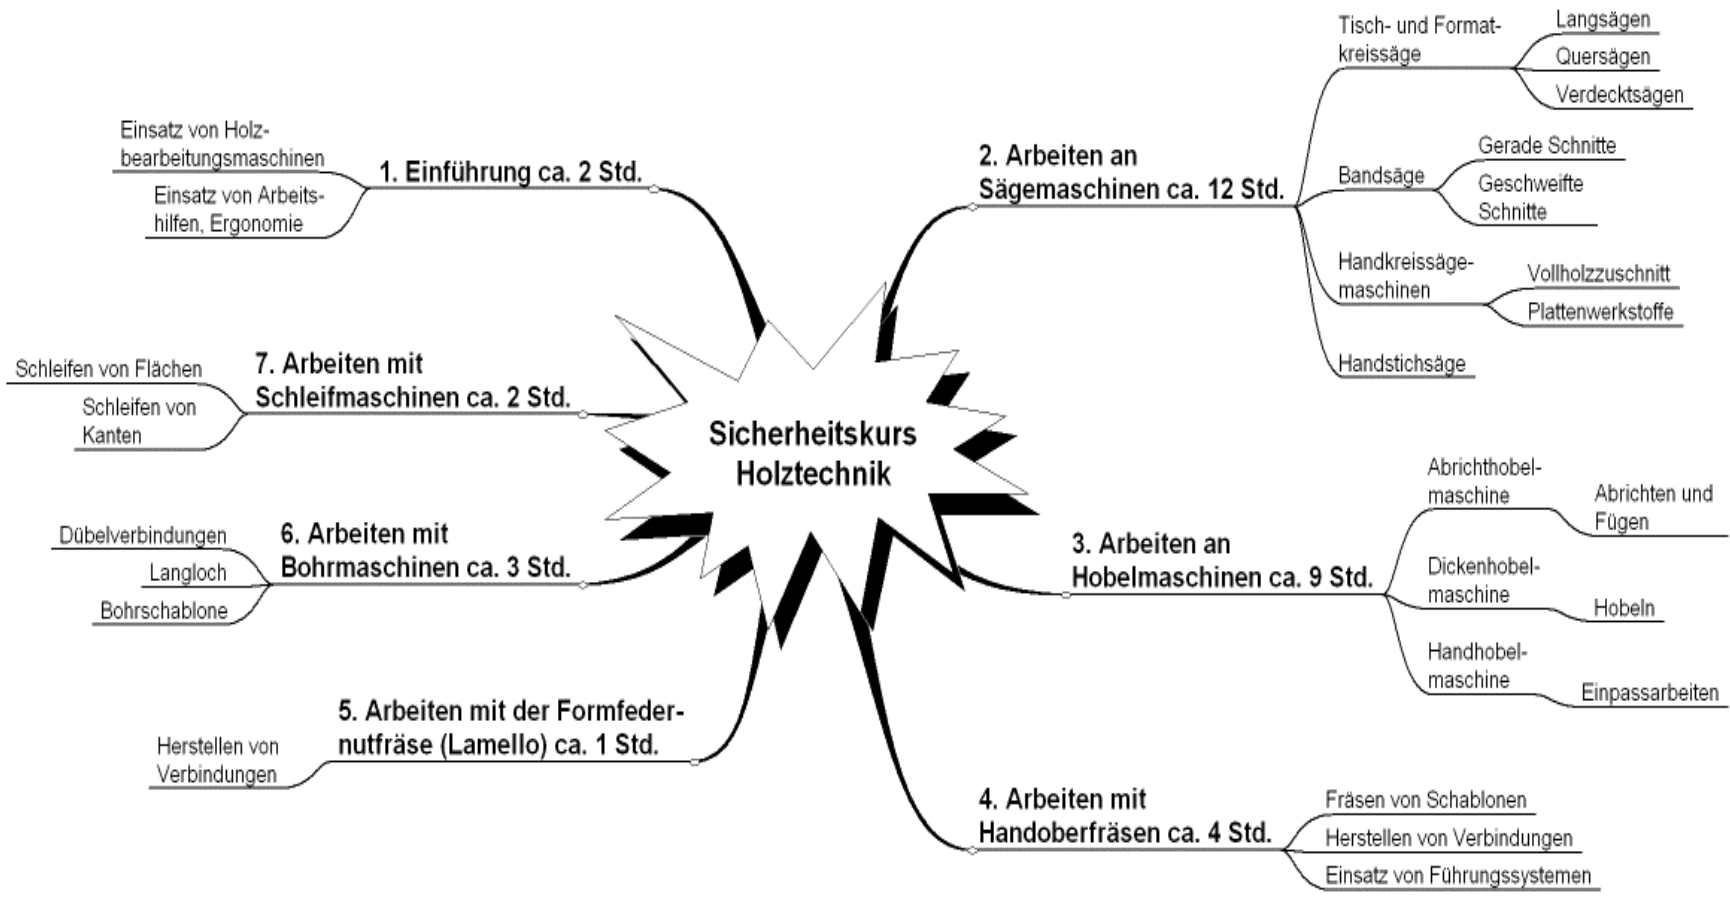 Sicherheitskurs
Holztechnik
1. Einführung ca. 2 Std.
Einsatz von Holz-
bearbeitungsmaschinen
Einsatz von Arbeits-
hilfen, Ergonomie
2. Arbeiten an
Sägemaschinen ca. 12 Std.
Tisch- und Format-
kreissäge
Langsägen
Quersägen
Verdecktsägen
Bandsäge
Gerade Schnitte
Geschweifte
Schnitte
Handkreissäge-
maschinen
Vollholzzuschnitt
Plattenwerkstoffe
Handstichsäge
3. Arbeiten an
Hobelmaschinen ca. 9 Std.
Abrichthobel-
maschine
Abrichten und
Fügen
Dickenhobel-
maschine
Hobeln
Handhobel-
maschine
Einpassarbeiten
4. Arbeiten mit
Handoberfräsen ca. 4 Std.
Fräsen von Schablonen
Herstellen von Verbindungen
Einsatz von Führungssystemen
5. Arbeiten mit der Formfeder-
nutfräse (Lamello) ca. 1 Std.
Herstellen von
Verbindungen
6. Arbeiten mit
Bohrmaschinen ca. 3 Std.
Dübelverbindungen
Langloch
Bohrschablone
7. Arbeiten mit
Schleifmaschinen ca. 2 Std.
Schleifen von Flächen
Schleifen von
Kanten